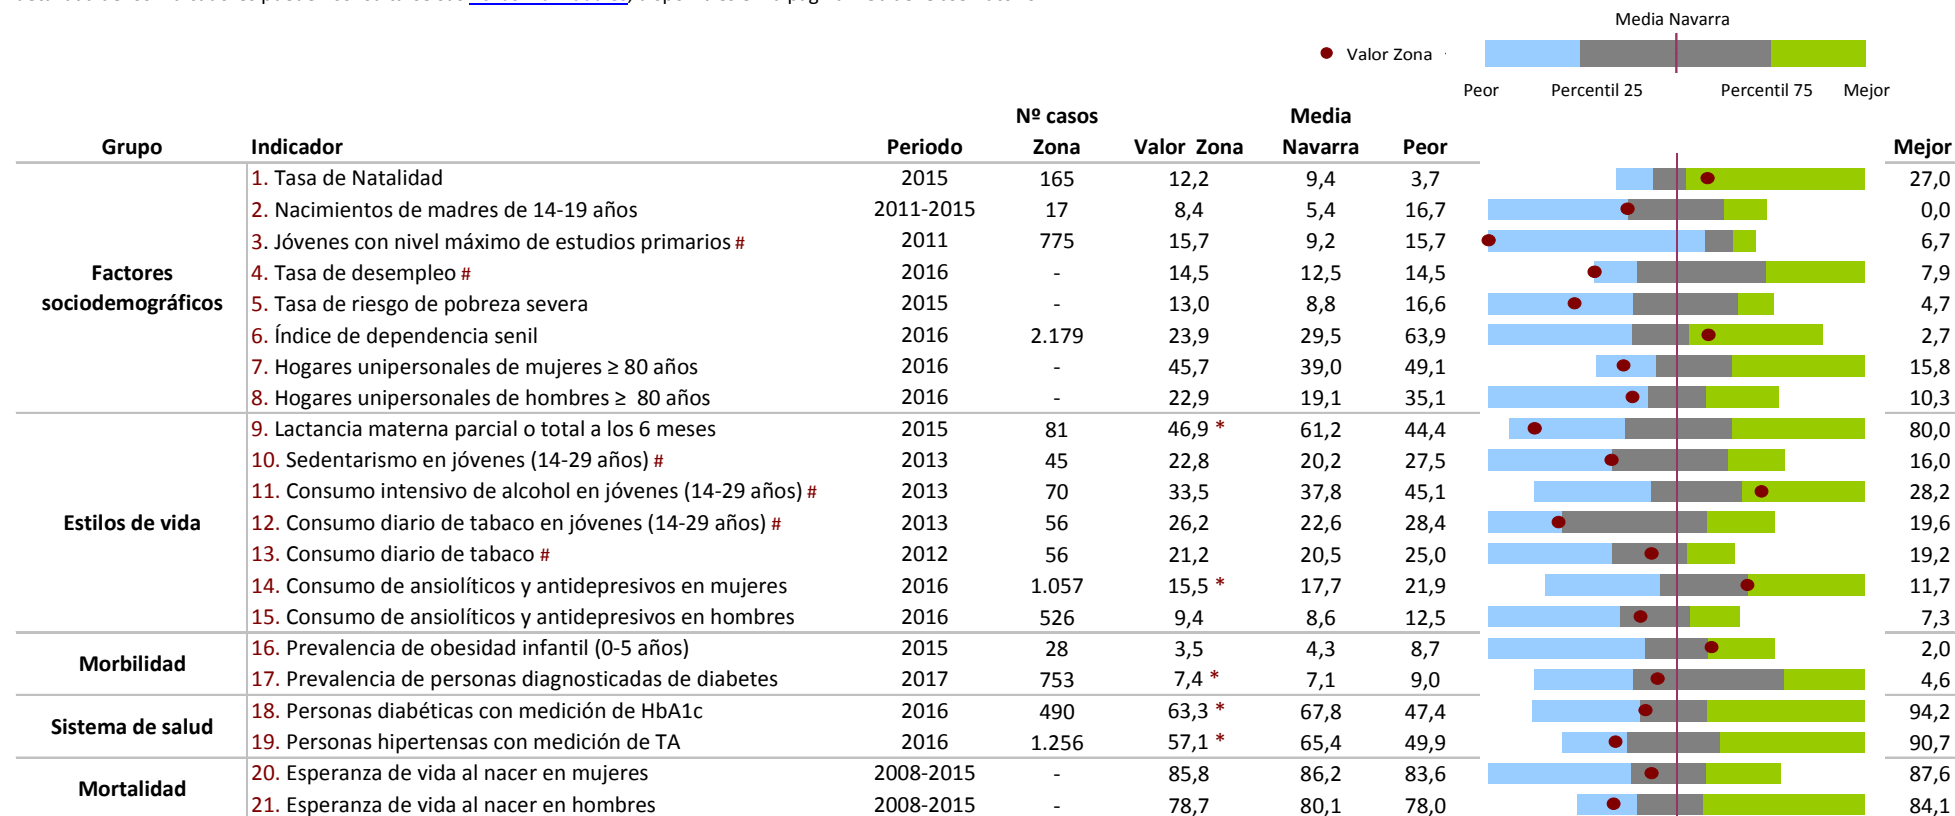 Media Navarra
Valor Zona
Peor Percentil 25 Percentil 75 Mejor
Nº casos Media
Grupo Indicador Periodo Zona Valor Zona Navarra Peor Mejor
1. Tasa de Natalidad 2015 165 12,2 9,4 3,7 27,0
2. Nacimientos de madres de 14-19 años 2011-2015 17 8,4 5,4 16,7 0,0
3. Jóvenes con nivel máximo de estudios primarios # 2011 775 15,7 9,2 15,7 6,7
Factores 4. Tasa de desempleo # 2016 - 14,5 12,5 14,5 7,9
sociodemográficos 5. Tasa de riesgo de pobreza severa 2015 - 13,0 8,8 16,6 4,7
6. Índice de dependencia senil 2016 2.179 23,9 29,5 63,9 2,7
7. Hogares unipersonales de mujeres ≥ 80 años 2016 - 45,7 39,0 49,1 15,8
8. Hogares unipersonales de hombres ≥ 80 años 2016 - 22,9 19,1 35,1 10,3
9. Lactancia materna parcial o total a los 6 meses 2015 81 46,9 * 61,2 44,4 80,0
10. Sedentarismo en jóvenes (14-29 años) # 2013 45 22,8 20,2 27,5 16,0
11. Consumo intensivo de alcohol en jóvenes (14-29 años) # 2013 70 33,5 37,8 45,1 28,2
Estilos de vida 12. Consumo diario de tabaco en jóvenes (14-29 años) # 2013 56 26,2 22,6 28,4 19,6
13. Consumo diario de tabaco # 2012 56 21,2 20,5 25,0 19,2
14. Consumo de ansiolíticos y antidepresivos en mujeres 2016 1.057 15,5 * 17,7 21,9 11,7
15. Consumo de ansiolíticos y antidepresivos en hombres 2016 526 9,4 8,6 12,5 7,3
Morbilidad 16. Prevalencia de obesidad infantil (0-5 años) 2015 28 3,5 4,3 8,7 2,0
17. Prevalencia de personas diagnosticadas de diabetes 2017 753 7,4 * 7,1 9,0 4,6
Sistema de salud 18. Personas diabéticas con medición de HbA1c 2016 490 63,3 * 67,8 47,4 94,2
19. Personas hipertensas con medición de TA 2016 1.256 57,1 * 65,4 49,9 90,7
Mortalidad 20. Esperanza de vida al nacer en mujeres 2008-2015 - 85,8 86,2 83,6 87,6
21. Esperanza de vida al nacer en hombres 2008-2015 - 78,7 80,1 78,0 84,1